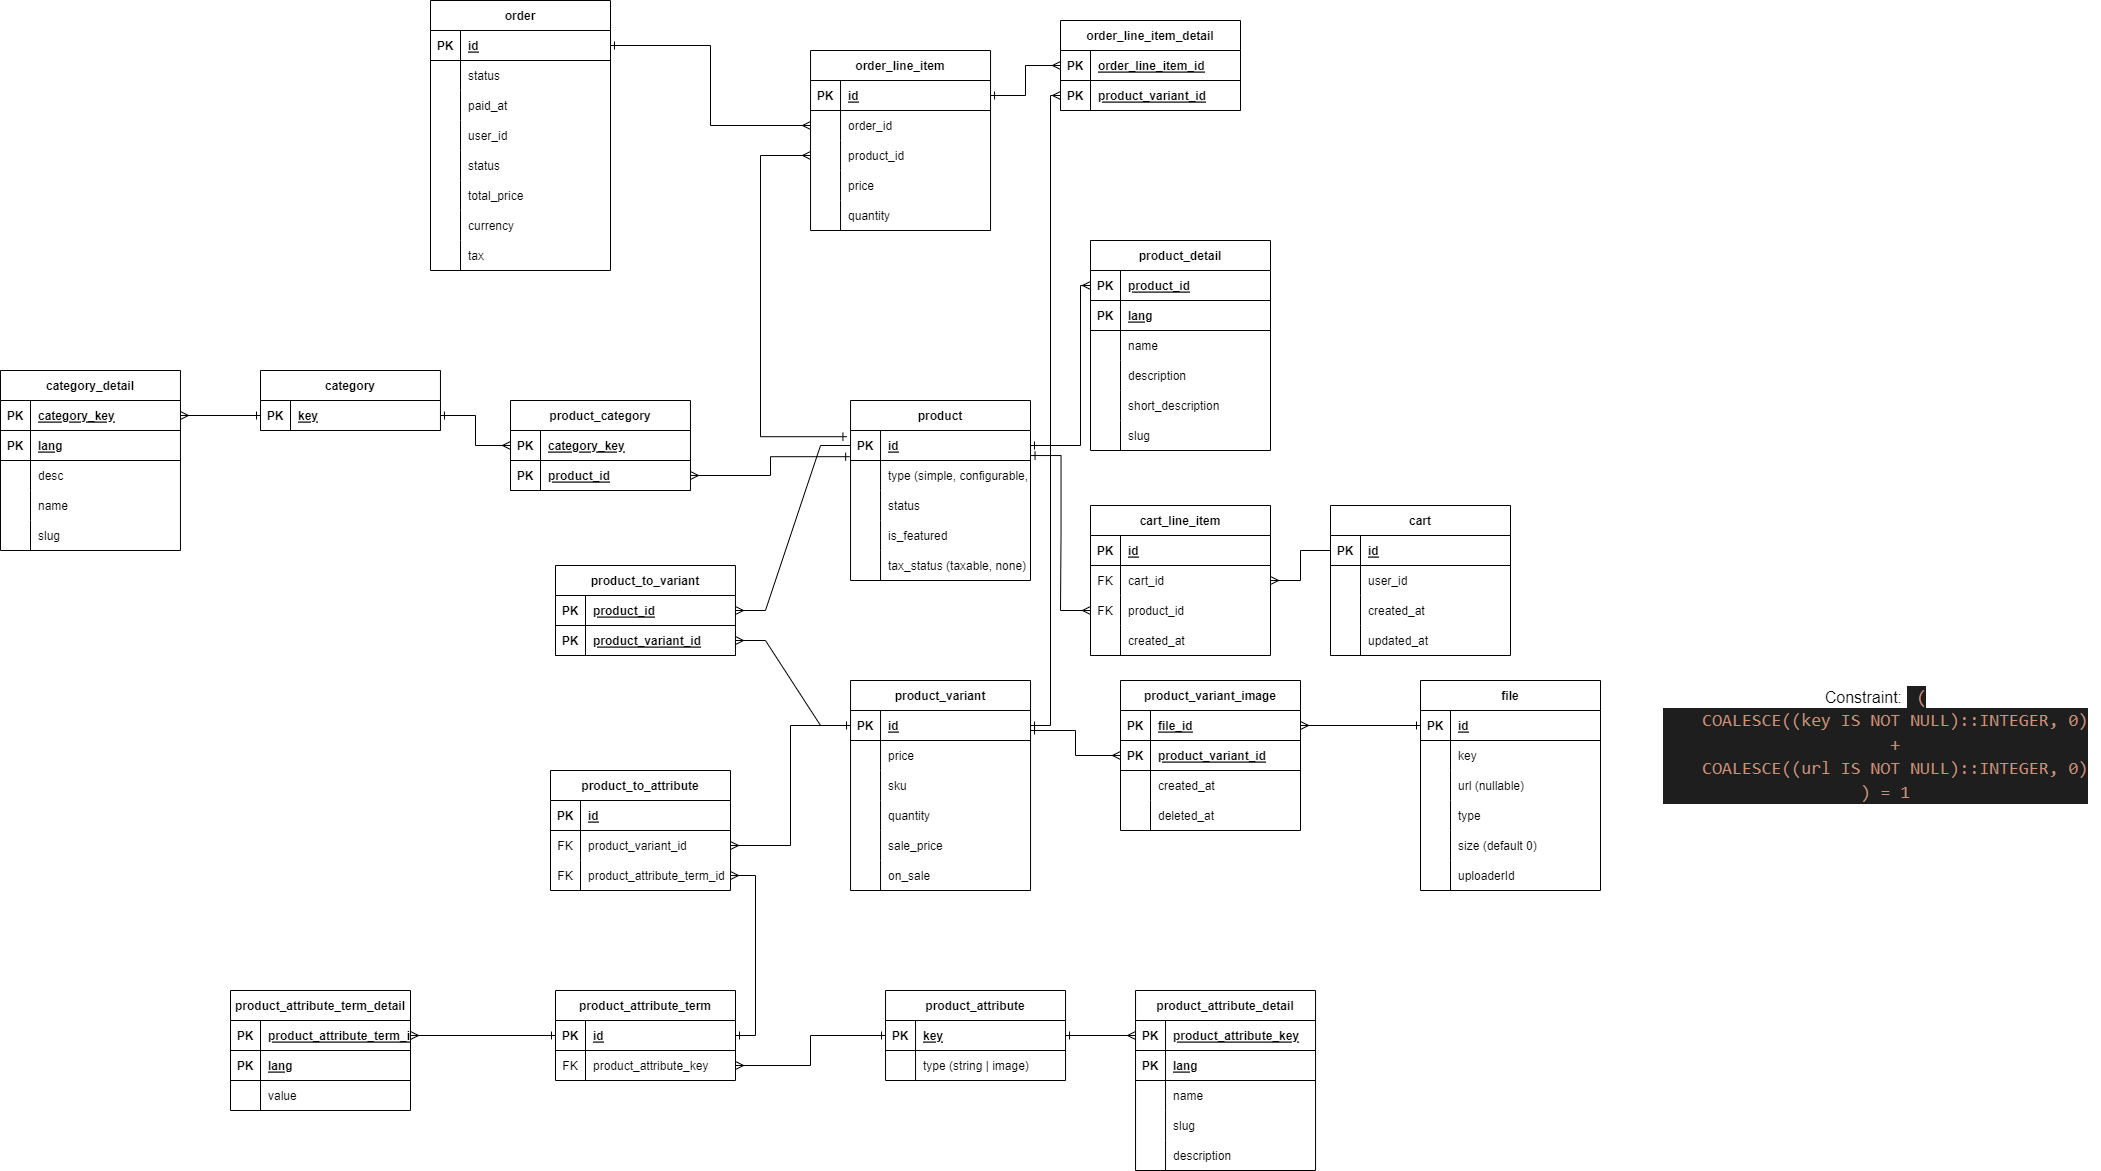 order
PK id
status
paid_at
user_id
status
total_price
currency
tax
order_line_item
PK id
order_id
product_id
price
quantity
order_line_item_detail
PK order_line_item_id
PK product_variant_id
product_detail
PK product_id
PK lang
name
description
short_description
slug
category_detail
PK category_key
PK lang
desc
name
slug
category
PK key
product_category
PK category_key
PK product_id
product
PK id
type (simple, configurable,
status
is_featured
tax_status (taxable, none)
cart_line_item
PK id
FK cart_id
FK product_id
created_at
cart
PK id
user_id
created_at
updated_at
product_to_variant
PK product_id
PK product_variant_id
product_variant
PK id
price
sku
quantity
sale_price
on_sale
product_variant_image
PK file_id
PK product_variant_id
created_at
deleted_at
file
PK id
key
url (nullable)
type
size (default 0)
uploaderId
Constraint: (
COALESCE((key IS NOT NULL)::INTEGER, 0)
+
COALESCE((url IS NOT NULL)::INTEGER, 0)
) = 1
product_to_attribute
PK id
FK product_variant_id
FK product_attribute_term_id
product_attribute_term_detail
PK product_attribute_term_i
PK lang
value
product_attribute_term
PK id
FK product_attribute_key
product_attribute
PK key
type (string | image)
product_attribute_detail
PK product_attribute_key
PK lang
name
slug
description